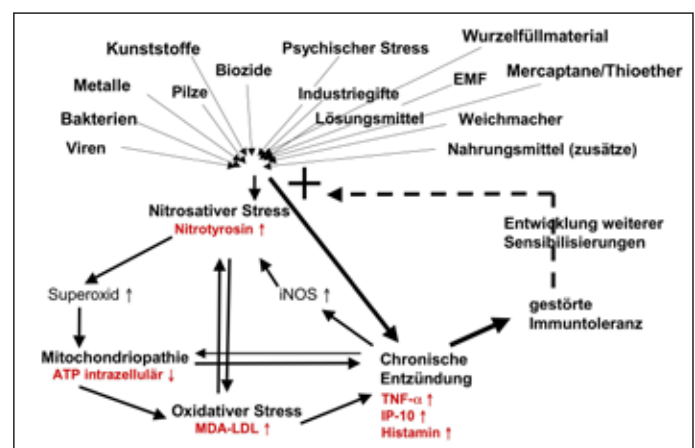 Kunststoffe
Psychischer Stress
Wurzelfüllmaterial
Biozide
EMF
Mercaptane/Thioether
Metalle
Pilze
Industriegifte
Bakterien
Lösungsmittel
Weichmacher
Viren
Nahrungsmittel (zusätze)
+
Nitrosativer Stress
Nitrotyrosin ↑
Entwicklung weiterer
Sensibilisierungen
Superoxid ↑
iNOS ↑
gestörte
Immuntoleranz
Mitochondriopathie
ATP intrazellulär ↓
Chronische
Entzündung
TNF-α ↑
IP-10 ↑
Histamin ↑
Oxidativer Stress
MDA-LDL ↑